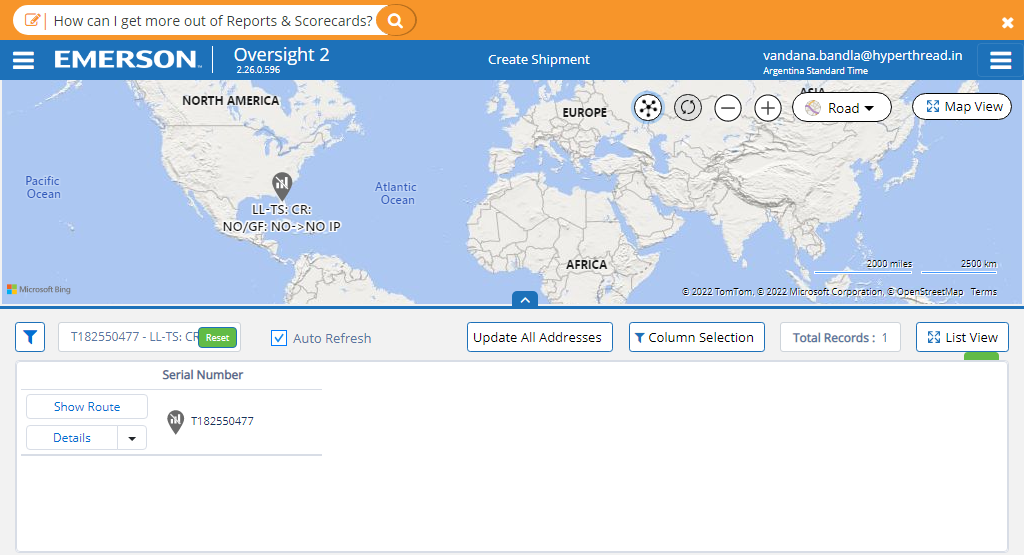 How can I get more out of Reports & Scorecards?
EMERSON
Oversight 2
2.26.0.596
Create Shipment
vandana.bandla@hyperthread.in
Argentina Standard Time
NORTH AMERICA
EUROPE
ASIA
Road
Map View
Pacific
Ocean
Atlantic
Ocean
LL-TS: CR:
NO/GF: NO->NO IP
AFRICA
2000 miles
2500 km
Microsoft Bing
© 2022 TomTom, © 2022 Microsoft Corporation, © OpenStreetMap Terms
T182550477 - LL-TS: CR
Reset
Auto Refresh
Update All Addresses
Column Selection
Total Records : 1
List View
Serial Number
Show Route
T182550477
Details